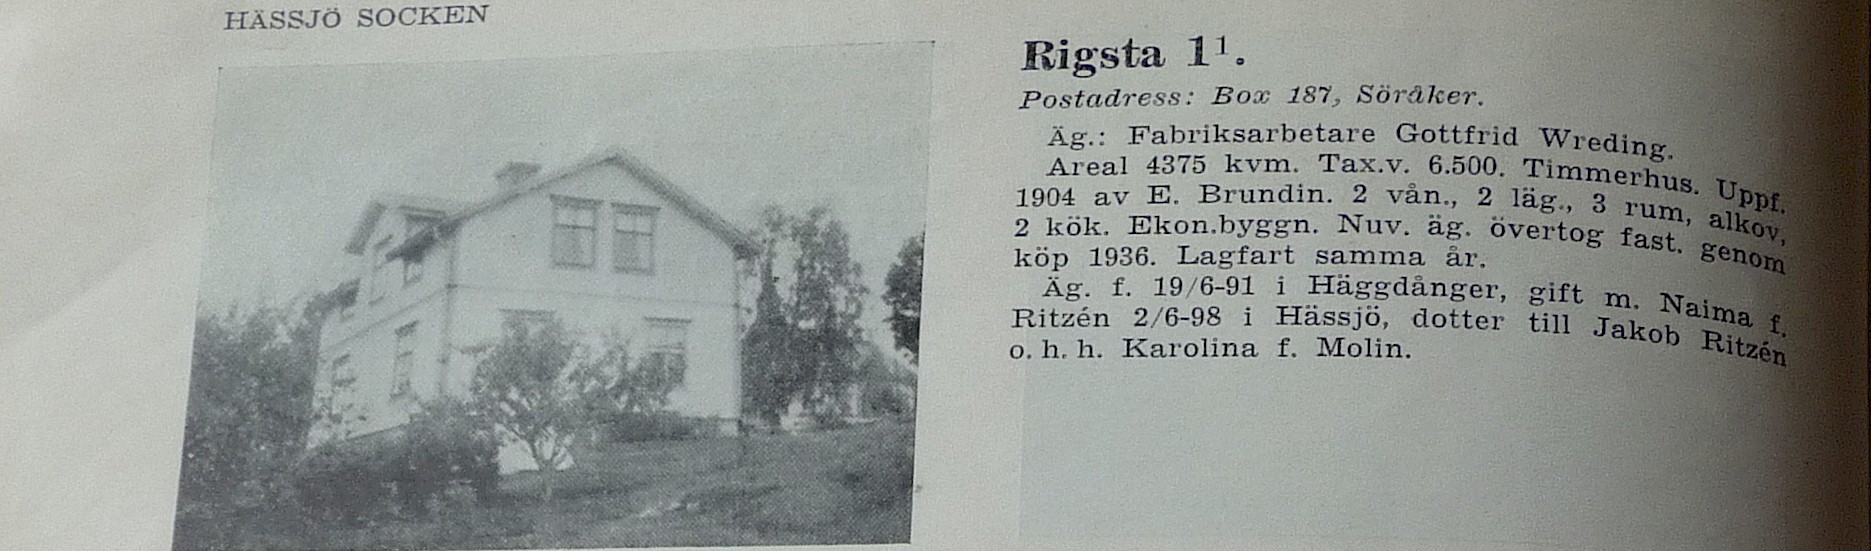 HÄSSJÖ SOCKEN
Rigsta 1¹.
Postadress: Box 187, Söråker.
Äg.: Fabriksarbetare Gottfrid Wreding.
Areal 4375 kvm. Tax.v. 6.500. Timmerhus. Uppf.
1904 av E. Brundin. 2 vån., 2 läg., 3 rum, alkov,
2 kök. Ekon.byggn. Nuv. äg. övertog fast. genom
köp 1936. Lagfart samma år.
Äg. f. 19/6-91 i Häggdånger, gift m. Naima f.
Ritzén 2/6-98 i Hässjö, dotter till Jakob Ritzén
o. h. h. Karolina f. Molin.